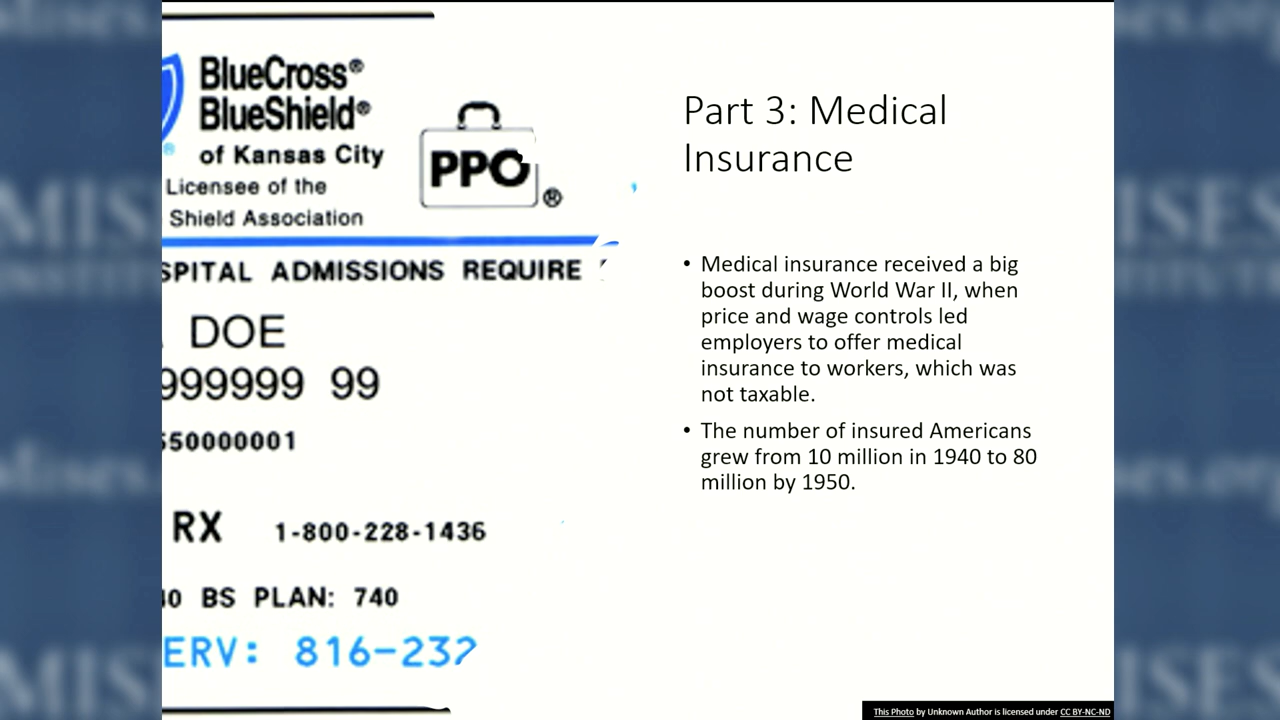 BlueCross®
BlueShield®
of Kansas City
Licensee of the
Shield Association
PPO®
SPITAL ADMISSIONS REQUIRE
DOE
999999 99
50000001
RX 1-800-228-1436
0 BS PLAN: 740
ERV: 816-23
Part 3: Medical
Insurance
• Medical insurance received a big
boost during World War II, when
price and wage controls led
employers to offer medical
insurance to workers, which was
not taxable.
• The number of insured Americans
grew from 10 million in 1940 to 80
million by 1950.
This Photo by Unknown Author is licensed under CC BY-NC-ND